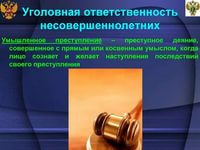 Уголовная ответственность
несовершеннолетних
Умышленное преступление – преступное деяние,
совершенное с прямым или косвенным умыслом, когда
лицо сознает и желает наступления последствий
своего преступления